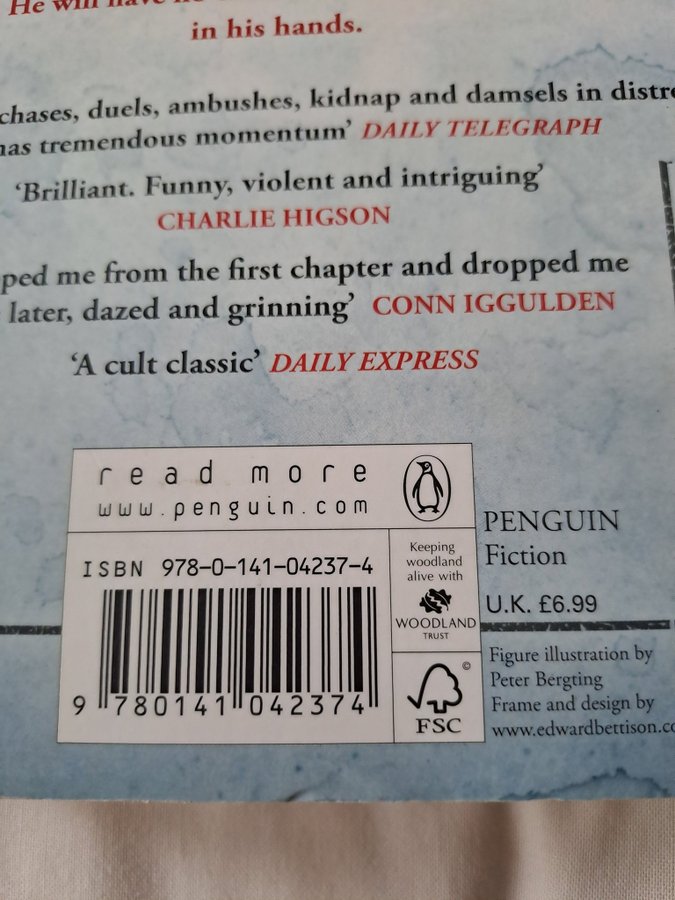 He will have no
in his hands.
chases, duels, ambushes, kidnap and damsels in distre
has tremendous momentum’ DAILY TELEGRAPH
‘Brilliant. Funny, violent and intriguing’
CHARLIE HIGSON
ped me from the first chapter and dropped me
later, dazed and grinning’ CONN IGGULDEN
‘A cult classic’ DAILY EXPRESS
read more
www.penguin.com
ISBN 978-0-141-04237-4
9 780141 042374
Keeping
woodland
alive with
WOODLAND
TRUST
©
FSC
PENGUIN
Fiction
U.K. £6.99
Figure illustration by
Peter Bergting
Frame and design by
www.edwardbettison.co